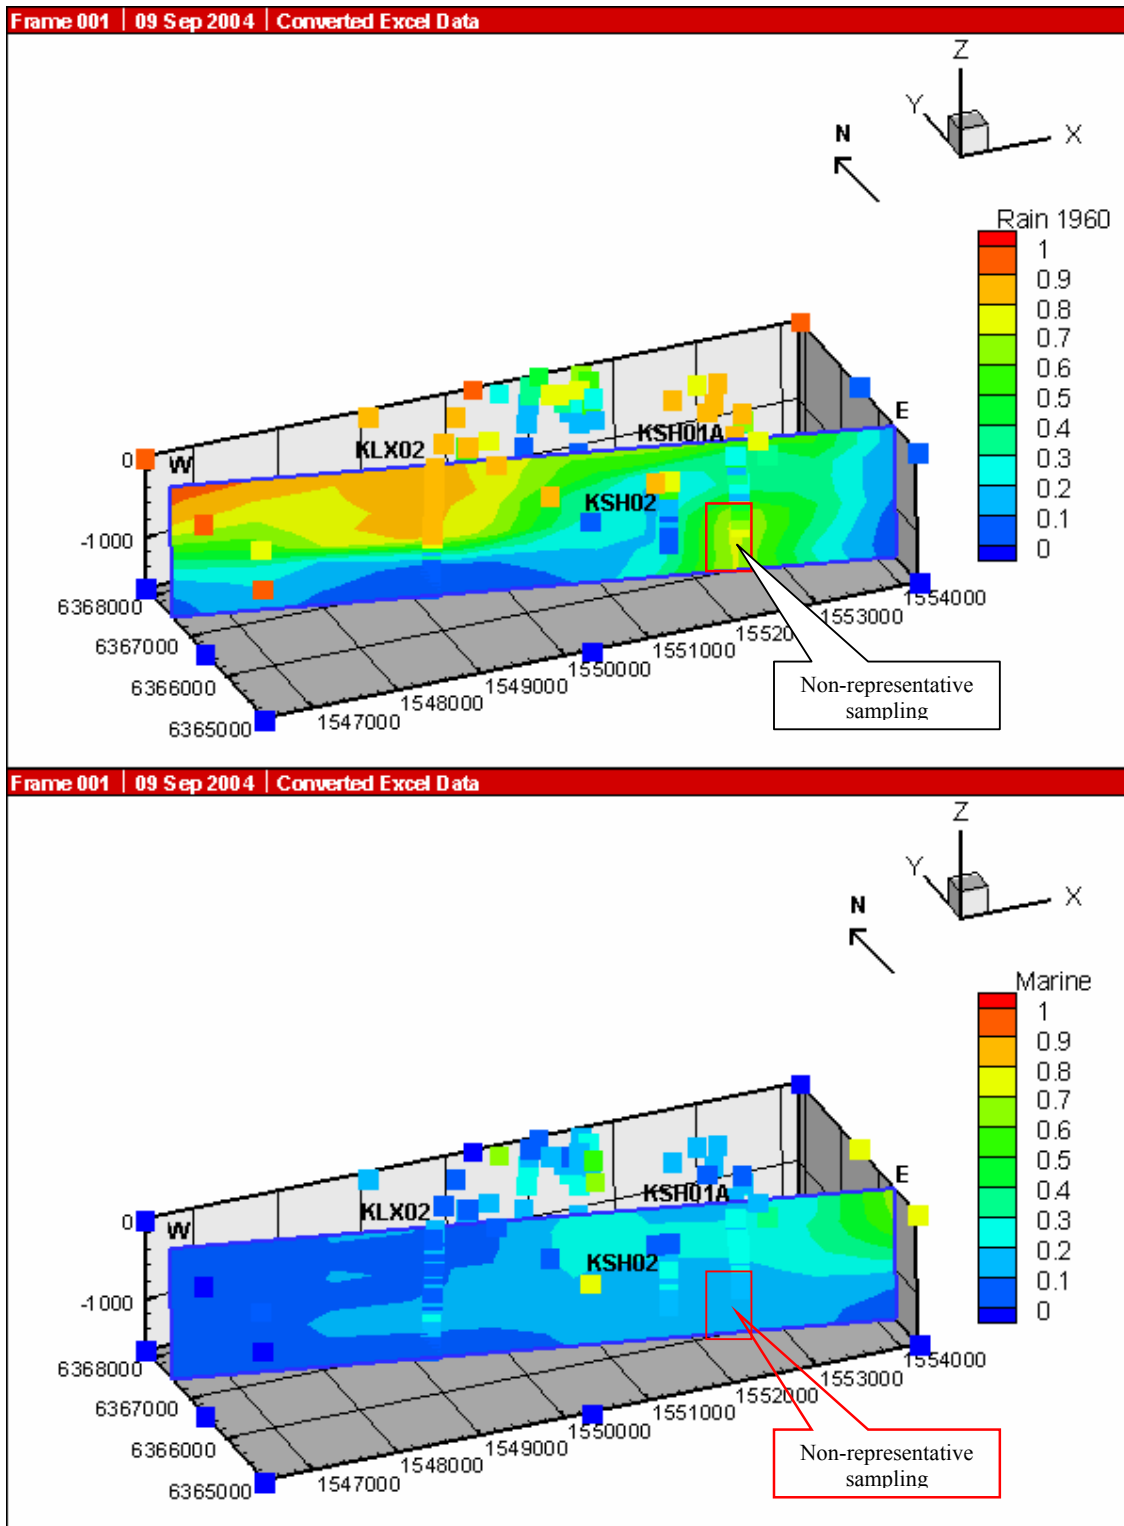 Frame 001 | 09 Sep 2004 | Converted Excel Data
Z
Y
X
N
Rain 1960
1
0.9
0.8
0.7
0.6
0.5
0.4
0.3
0.2
0.1
0
E
KSH01A
KLX02
W
0
KSH02
-1000
6368000
6367000
6366000
6365000
1547000
1548000
1549000
1550000
1551000
1552000
1553000
1554000
Non-representative
sampling
Frame 001 | 09 Sep 2004 | Converted Excel Data
Z
Y
X
N
Marine
1
0.9
0.8
0.7
0.6
0.5
0.4
0.3
0.2
0.1
0
E
KSH01A
KLX02
W
0
KSH02
-1000
6368000
6367000
6366000
6365000
1547000
1548000
1549000
1550000
1551000
1552000
1553000
1554000
Non-representative
sampling